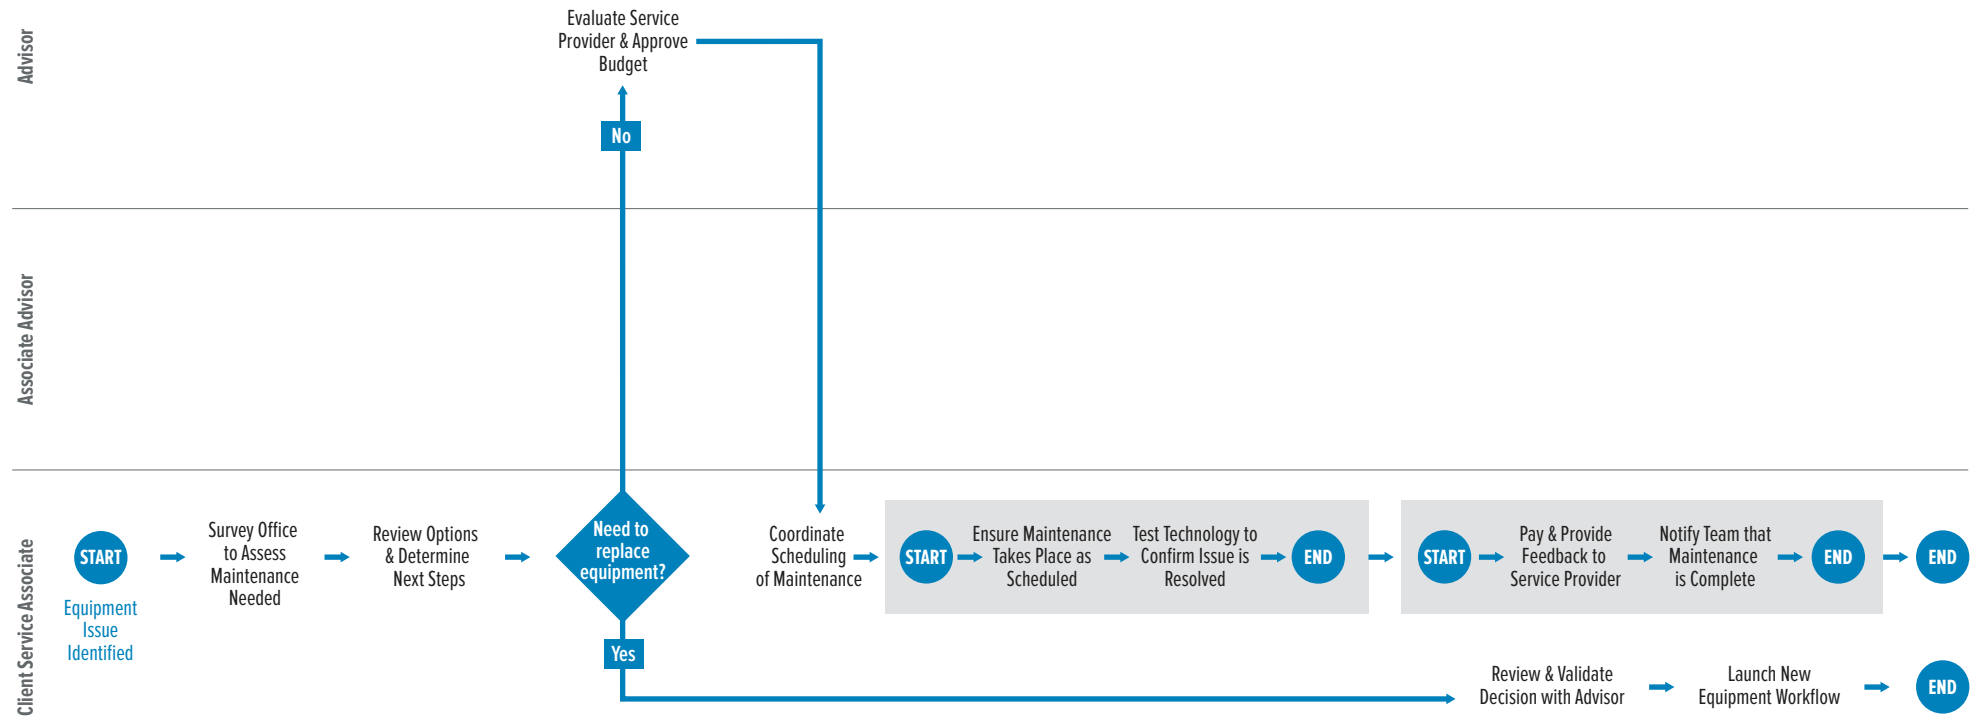 Advisor
Evaluate Service
Provider & Approve
Budget
No
Associate Advisor
Client Service Associate
START
Equipment
Issue
Identified
Survey Office
to Assess
Maintenance
Needed
Review Options
& Determine
Next Steps
Need to
replace
equipment?
Yes
Coordinate
Scheduling
of Maintenance
START
Ensure Maintenance
Takes Place as
Scheduled
Test Technology to
Confirm Issue is
Resolved
END
START
Pay & Provide
Feedback to
Service Provider
Notify Team that
Maintenance
is Complete
END
END
Review & Validate
Decision with Advisor
Launch New
Equipment Workflow
END